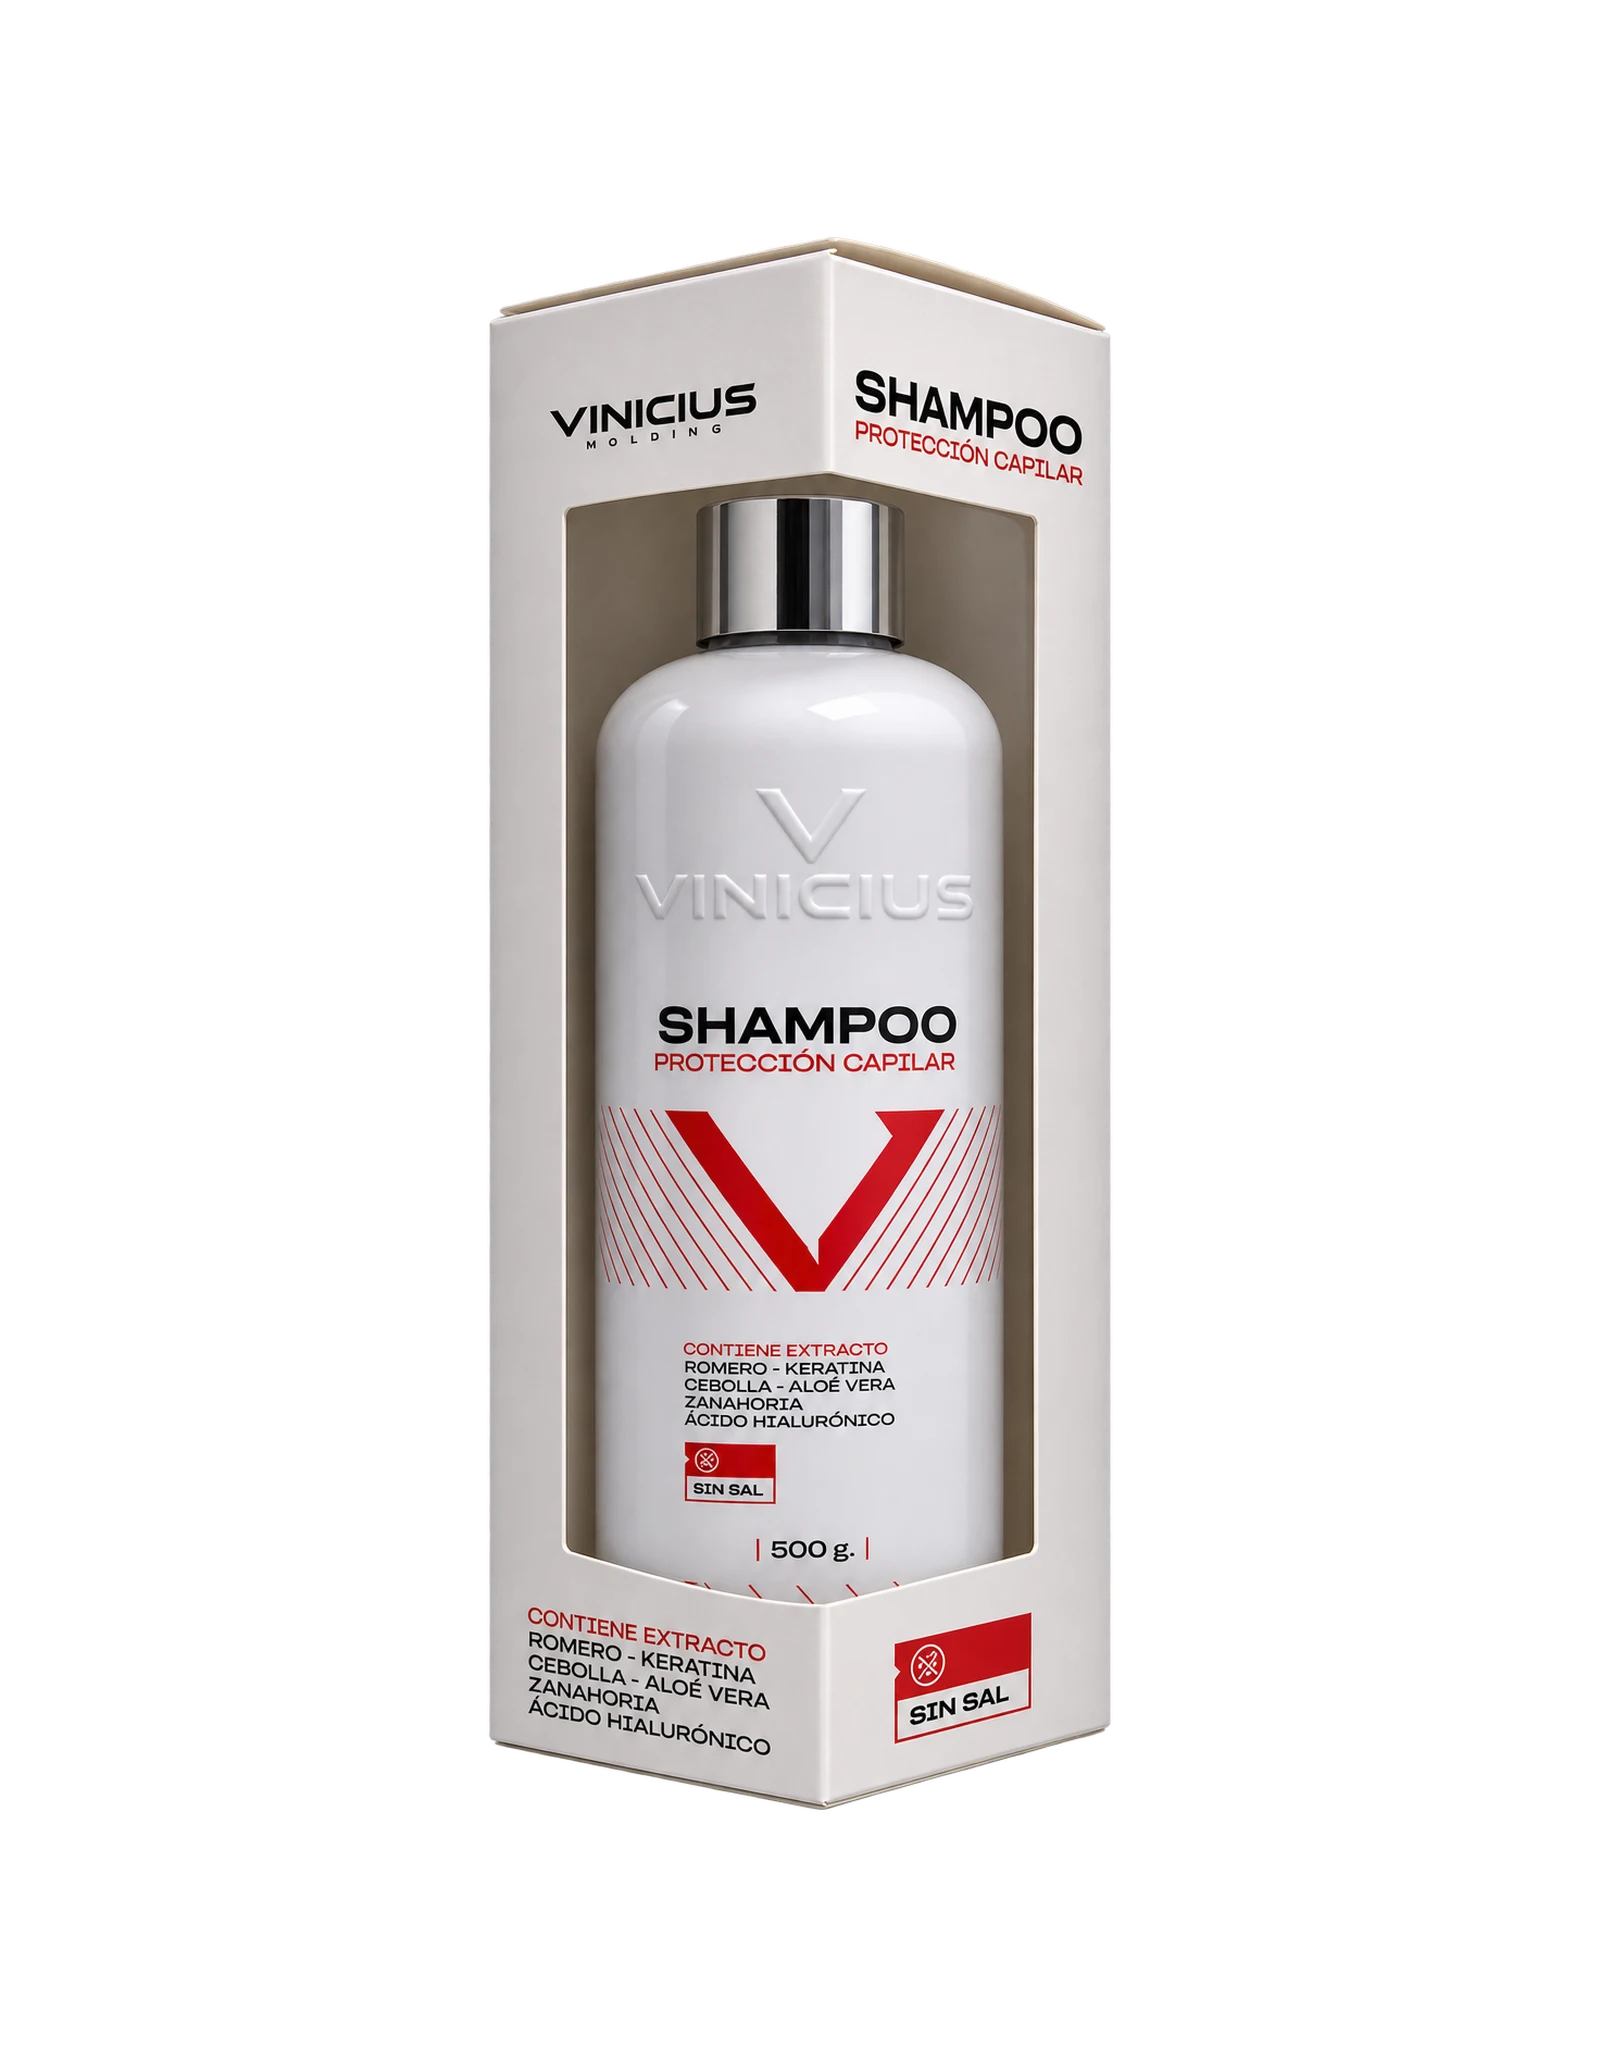 VINICIUS
MOLDING
SHAMPOO
PROTECCIÓN CAPILAR
V
VINICIUS
SHAMPOO
PROTECCIÓN CAPILAR
V
CONTIENE EXTRACTO
ROMERO - KERATINA
CEBOLLA - ALOÉ VERA
ZANAHORIA
ÁCIDO HIALURÓNICO
SIN SAL
| 500 g. |
CONTIENE EXTRACTO
ROMERO - KERATINA
CEBOLLA - ALOÉ VERA
ZANAHORIA
ÁCIDO HIALURÓNICO
SIN SAL